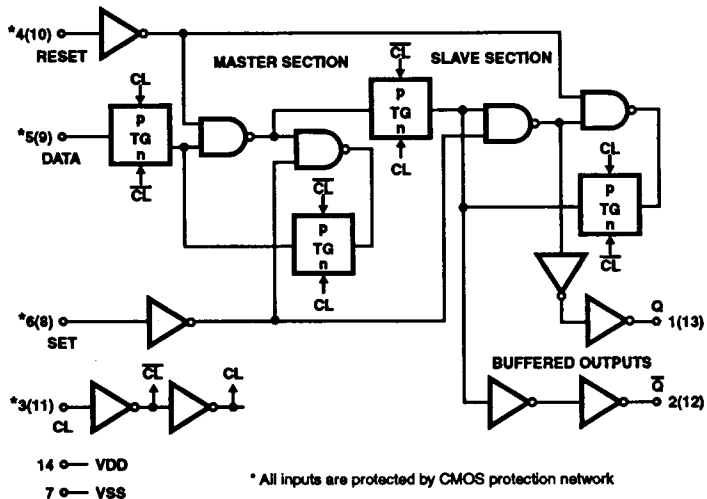 *4(10)
RESET
MASTER SECTION
CL
SLAVE SECTION
CL
p
TG
n
*5(9)
DATA
CL
p
TG
n
CL
CL
CL
p
TG
n
CL
CL
p
TG
n
CL
*6(8)
SET
Q
1(13)
BUFFERED OUTPUTS
CL
CL
Q
2(12)
*3(11)
CL
14
VDD
7
VSS
* All inputs are protected by CMOS protection network